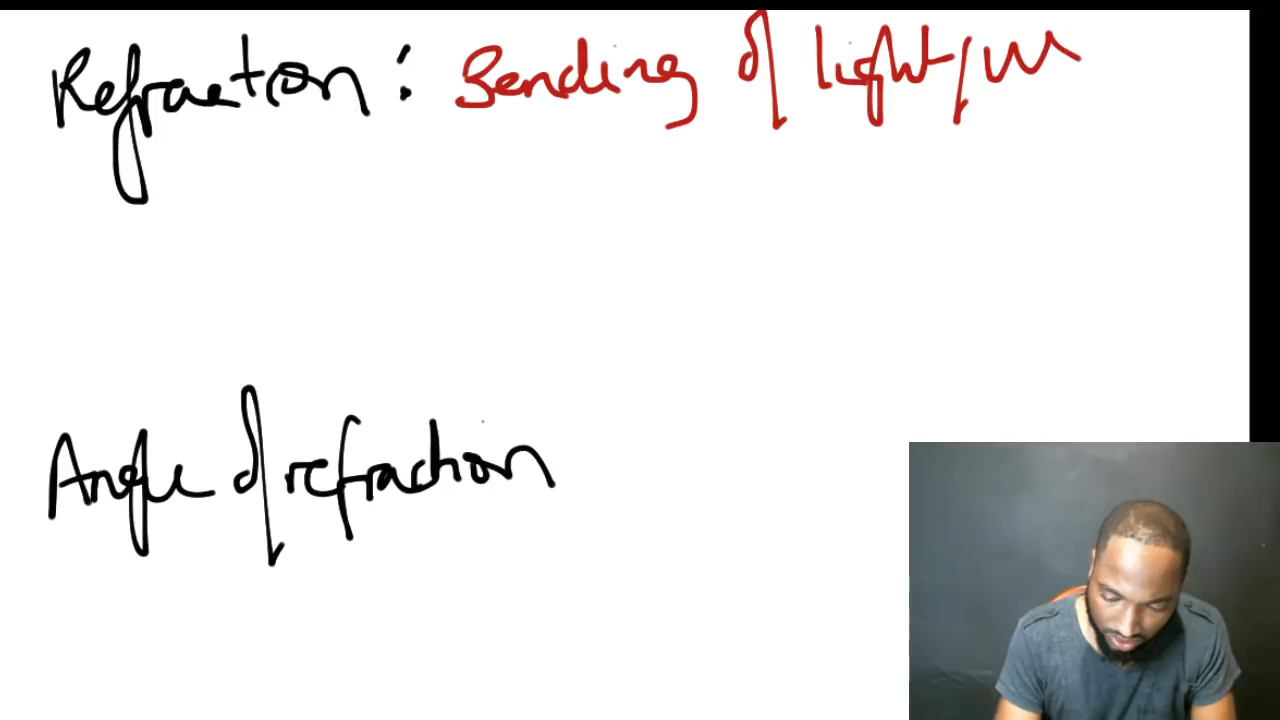 Refraction : Bending of light/
Angle of refraction